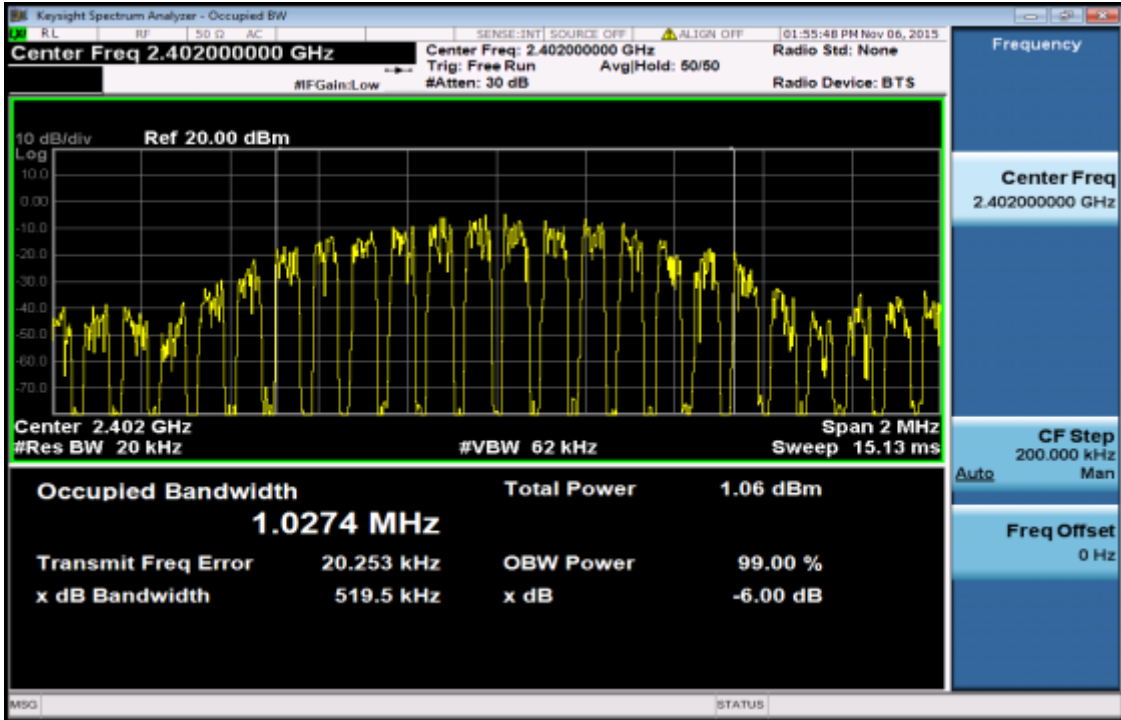 Keysight Spectrum Analyzer - Occupied BW
LXI RL RF 50 Ω AC SENSE:INT SOURCE OFF ALIGN OFF 01:55:48 PM Nov 06, 2015
Center Freq 2.402000000 GHz
Center Freq: 2.402000000 GHz Radio Std: None
Trig: Free Run Avg|Hold: 50/50
#IFGain:Low #Atten: 30 dB Radio Device: BTS
10 dB/div Ref 20.00 dBm
Log
10.0
0.00
-10.0
-20.0
-30.0
-40.0
-50.0
-60.0
-70.0
Center 2.402 GHz Span 2 MHz
#Res BW 20 kHz #VBW 62 kHz Sweep 15.13 ms
Occupied Bandwidth Total Power 1.06 dBm
1.0274 MHz
Transmit Freq Error 20.253 kHz OBW Power 99.00 %
x dB Bandwidth 519.5 kHz x dB -6.00 dB
MSG STATUS
Frequency
Center Freq
2.402000000 GHz
CF Step
200.000 kHz
Auto Man
Freq Offset
0 Hz